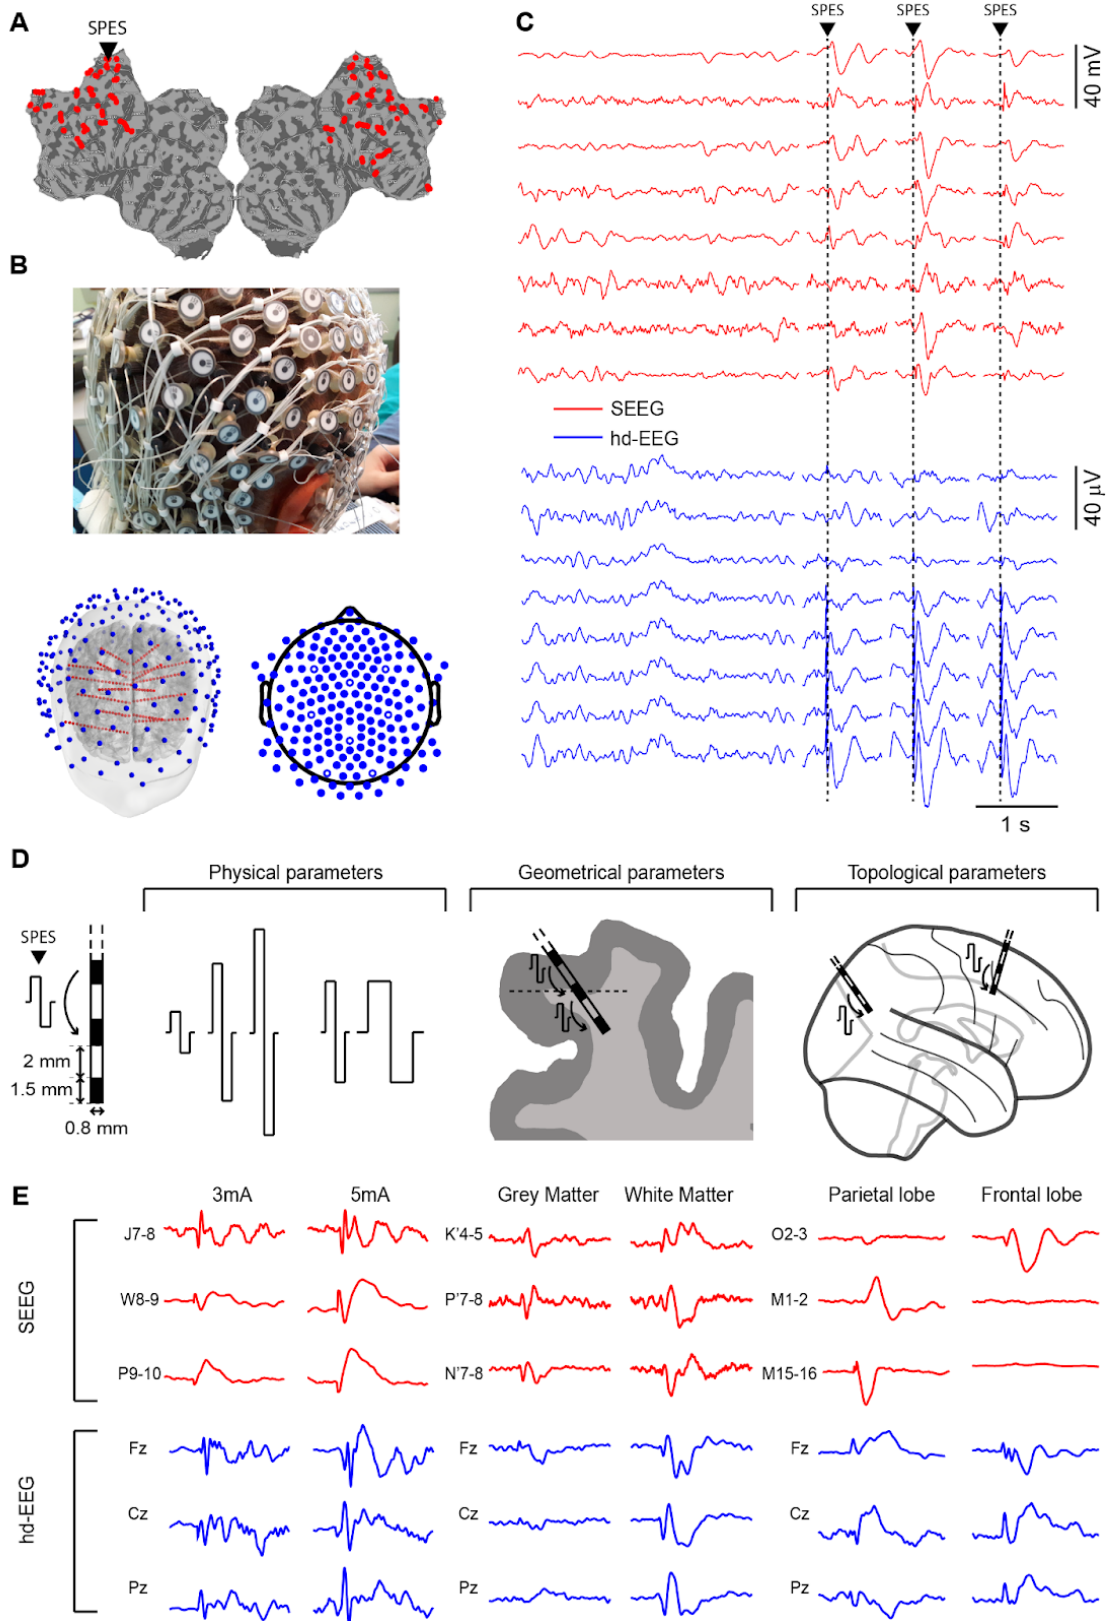 A
SPES
B
C
SPES SPES SPES
40 mV
SEEG
hd-EEG
40 µV
1 s
D
Physical parameters
Geometrical parameters
Topological parameters
SPES
2 mm
1.5 mm
0.8 mm
E
3mA 5mA Grey Matter White Matter Parietal lobe Frontal lobe
SEEG
J7-8 K'4-5 O2-3
W8-9 P'7-8 M1-2
P9-10 N'7-8 M15-16
hd-EEG
Fz Fz Fz
Cz Cz Cz
Pz Pz Pz